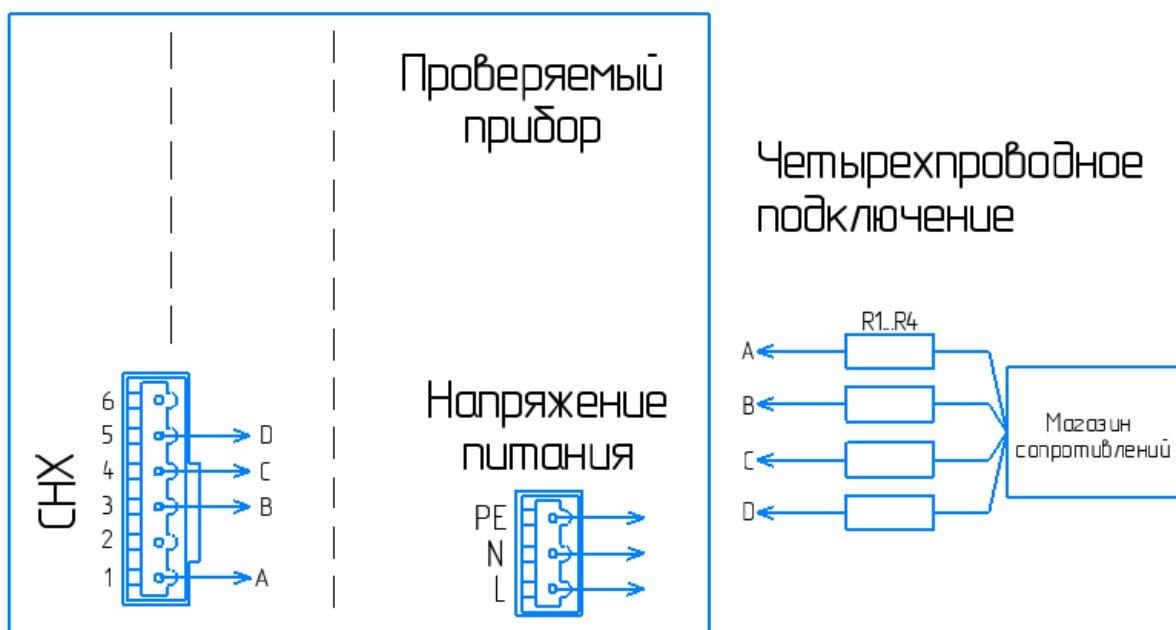 Проверяемый
прибор
Четырехпроводное
подключение
R1...R4
A
B
C
D
Магазин
сопротивлений
CHX
6
5 D
4 C
3 B
2
1 A
Напряжение
питания
PE
N
L